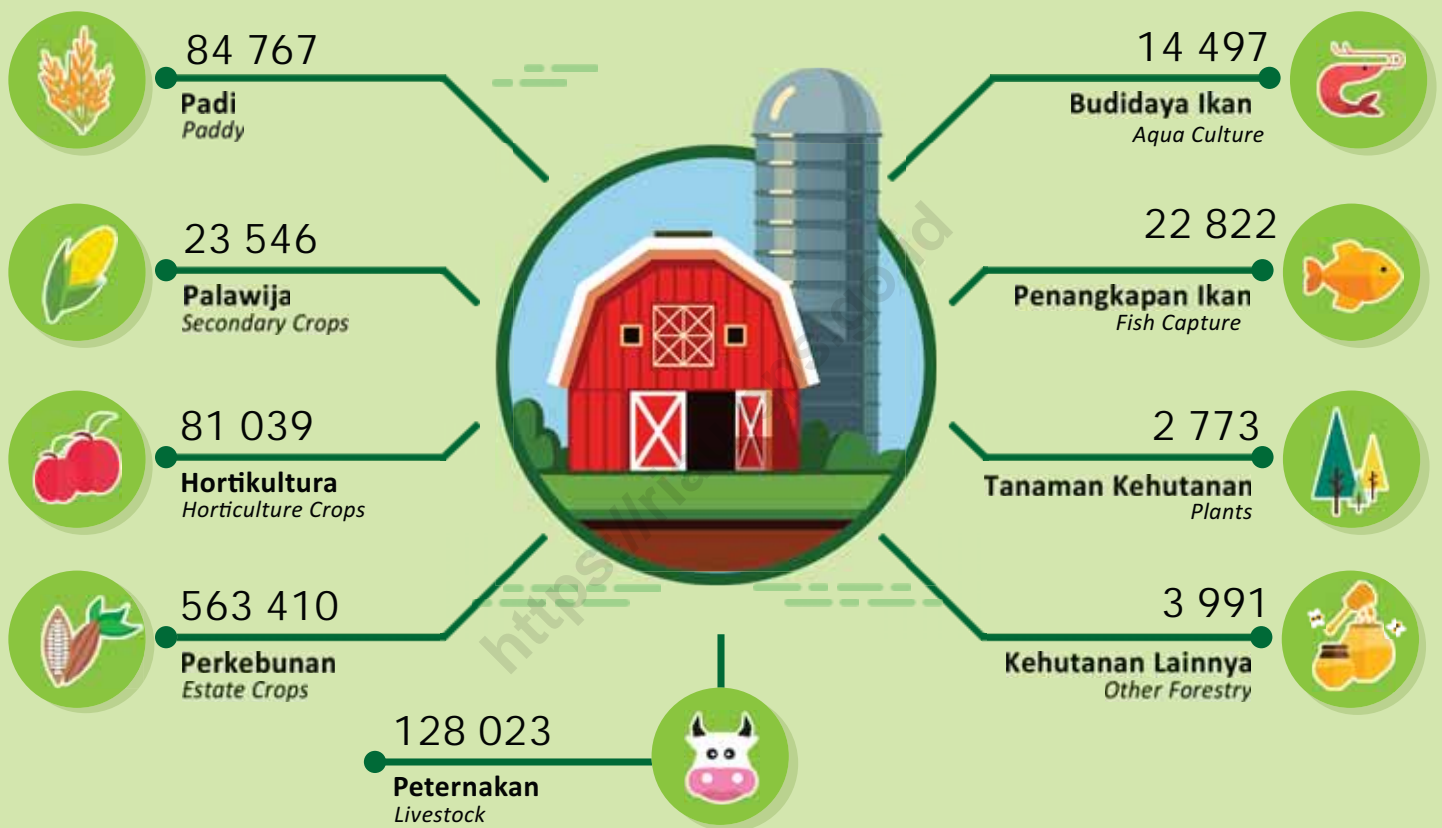 84 767
Padi
Paddy
23 546
Palawija
Secondary Crops
81 039
Hortikultura
Horticulture Crops
563 410
Perkebunan
Estate Crops
128 023
Peternakan
Livestock
14 497
Budidaya Ikan
Aqua Culture
22 822
Penangkapan Ikan
Fish Capture
2 773
Tanaman Kehutanan
Plants
3 991
Kehutanan Lainnya
Other Forestry